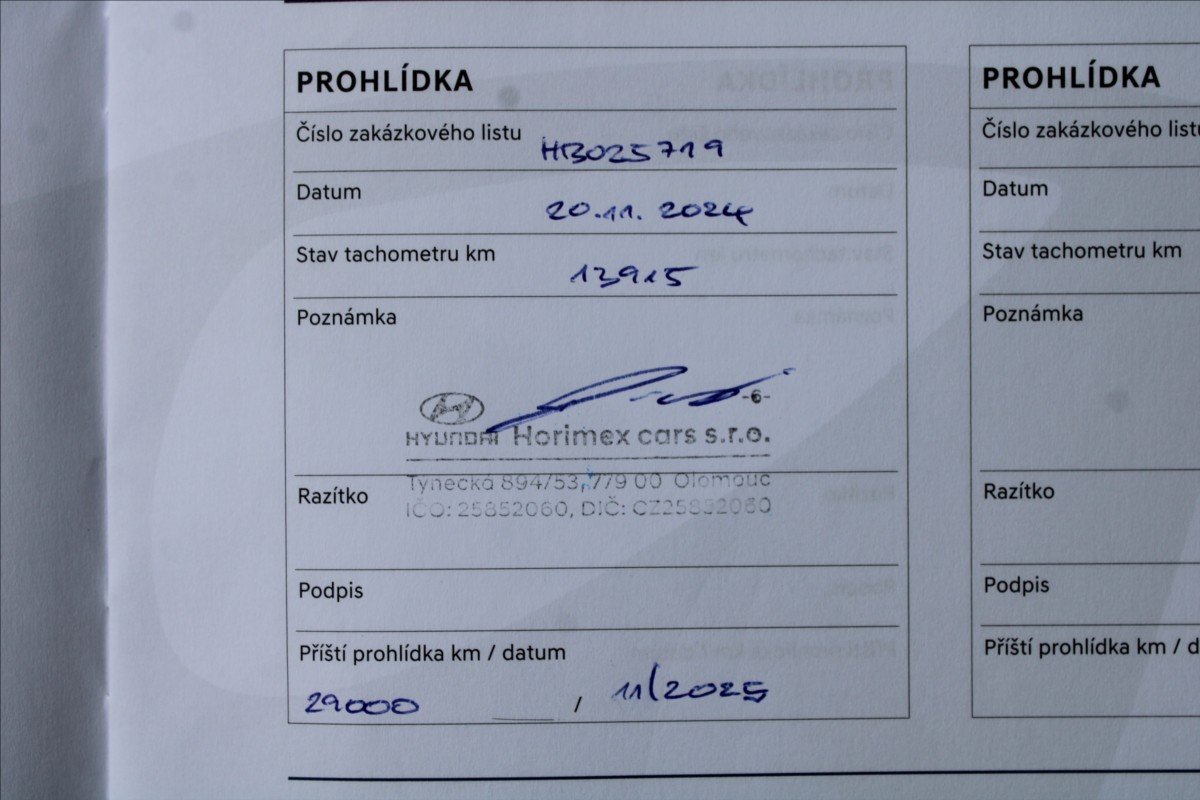 PROHLÍDKA
Číslo zakázkového listu HB025719
Datum 20.11.2024
Stav tachometru km 13915
Poznámka
-6-
HYUNDAI Horimex cars s.r.o.
Týnecká 894/53, 779 00 Olomouc
IČO: 25852060, DIČ: CZ25852060
Razítko
Podpis
Příští prohlídka km / datum
29000 / 11/2025
PROHLÍDKA
Číslo zakázkového listu
Datum
Stav tachometru km
Poznámka
Razítko
Podpis
Příští prohlídka km / d